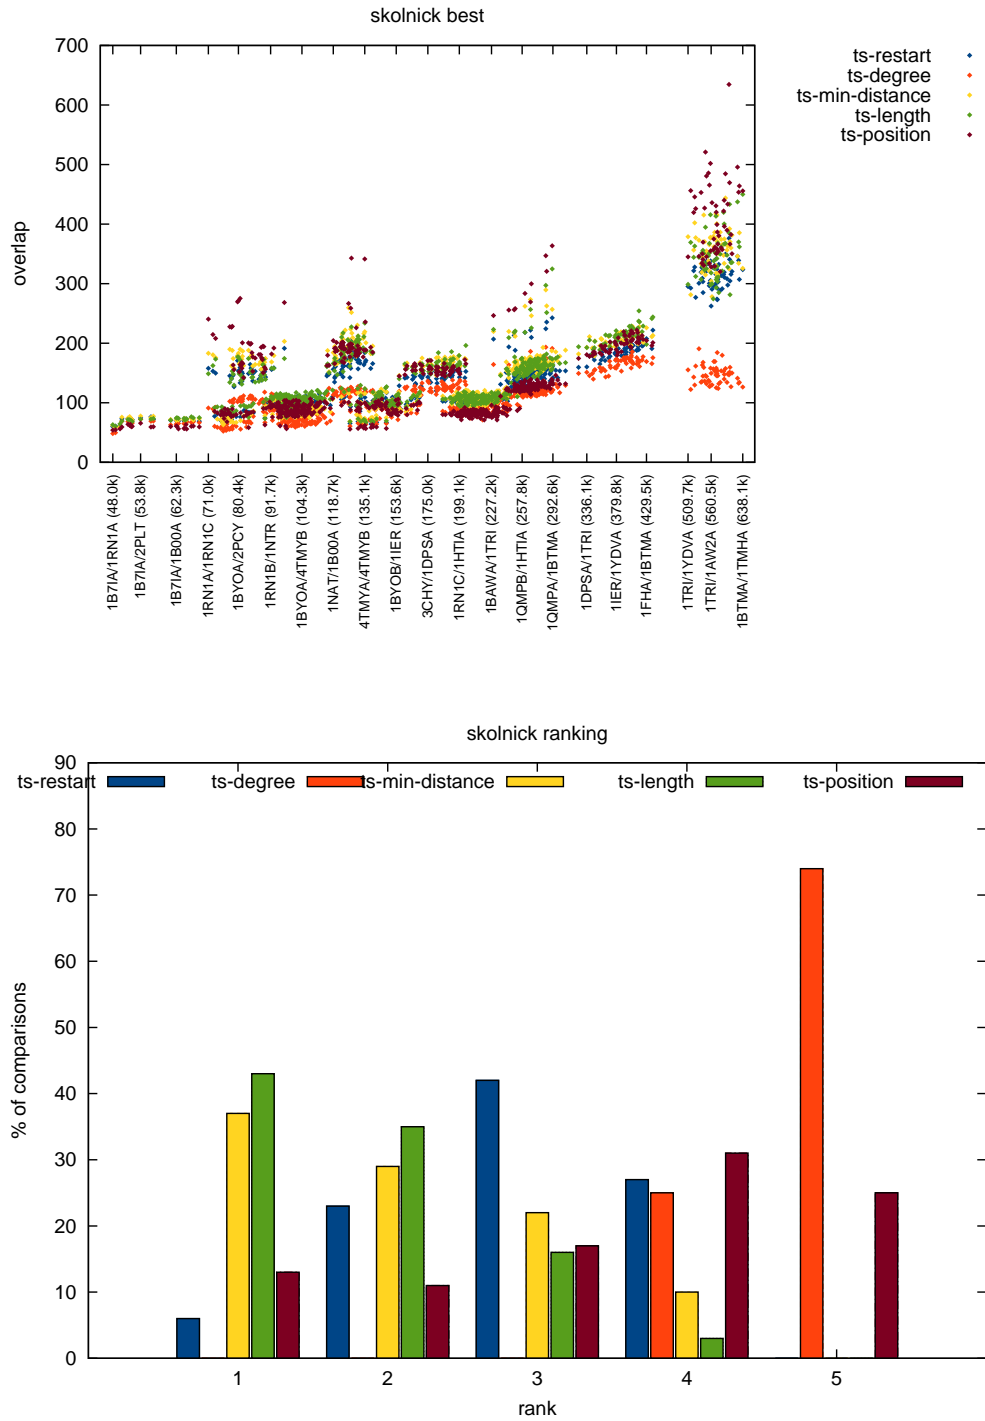 skolnick best
700
600
500
400
300
200
100
0
overlap
ts-restart
ts-degree
ts-min-distance
ts-length
ts-position
1B7IA/1RN1A (48.0k)
1B7IA/2PLT (53.8k)
1B7IA/1B00A (62.3k)
1RN1A/1RN1C (71.0k)
1BYOA/2PCY (80.4k)
1RN1B/1NTR (91.7k)
1BYOA/4TMYB (104.3k)
1NAT/1B00A (118.7k)
4TMYA/4TMYB (135.1k)
1BYOB/1IER (153.6k)
3CHY/1DPSA (175.0k)
1RN1C/1HTIA (199.1k)
1BAWA/1TRI (227.2k)
1QMPB/1HTIA (257.8k)
1QMPA/1BTMA (292.6k)
1DPSA/1TRI (336.1k)
1IER/1YDVA (379.8k)
1FHA/1BTMA (429.5k)
1TRI/1YDVA (509.7k)
1TRI/1AW2A (560.5k)
1BTMA/1TMHA (638.1k)
skolnick ranking
90
80
70
60
50
40
30
20
10
0
% of comparisons
ts-restart
ts-degree
ts-min-distance
ts-length
ts-position
1 2 3 4 5
rank